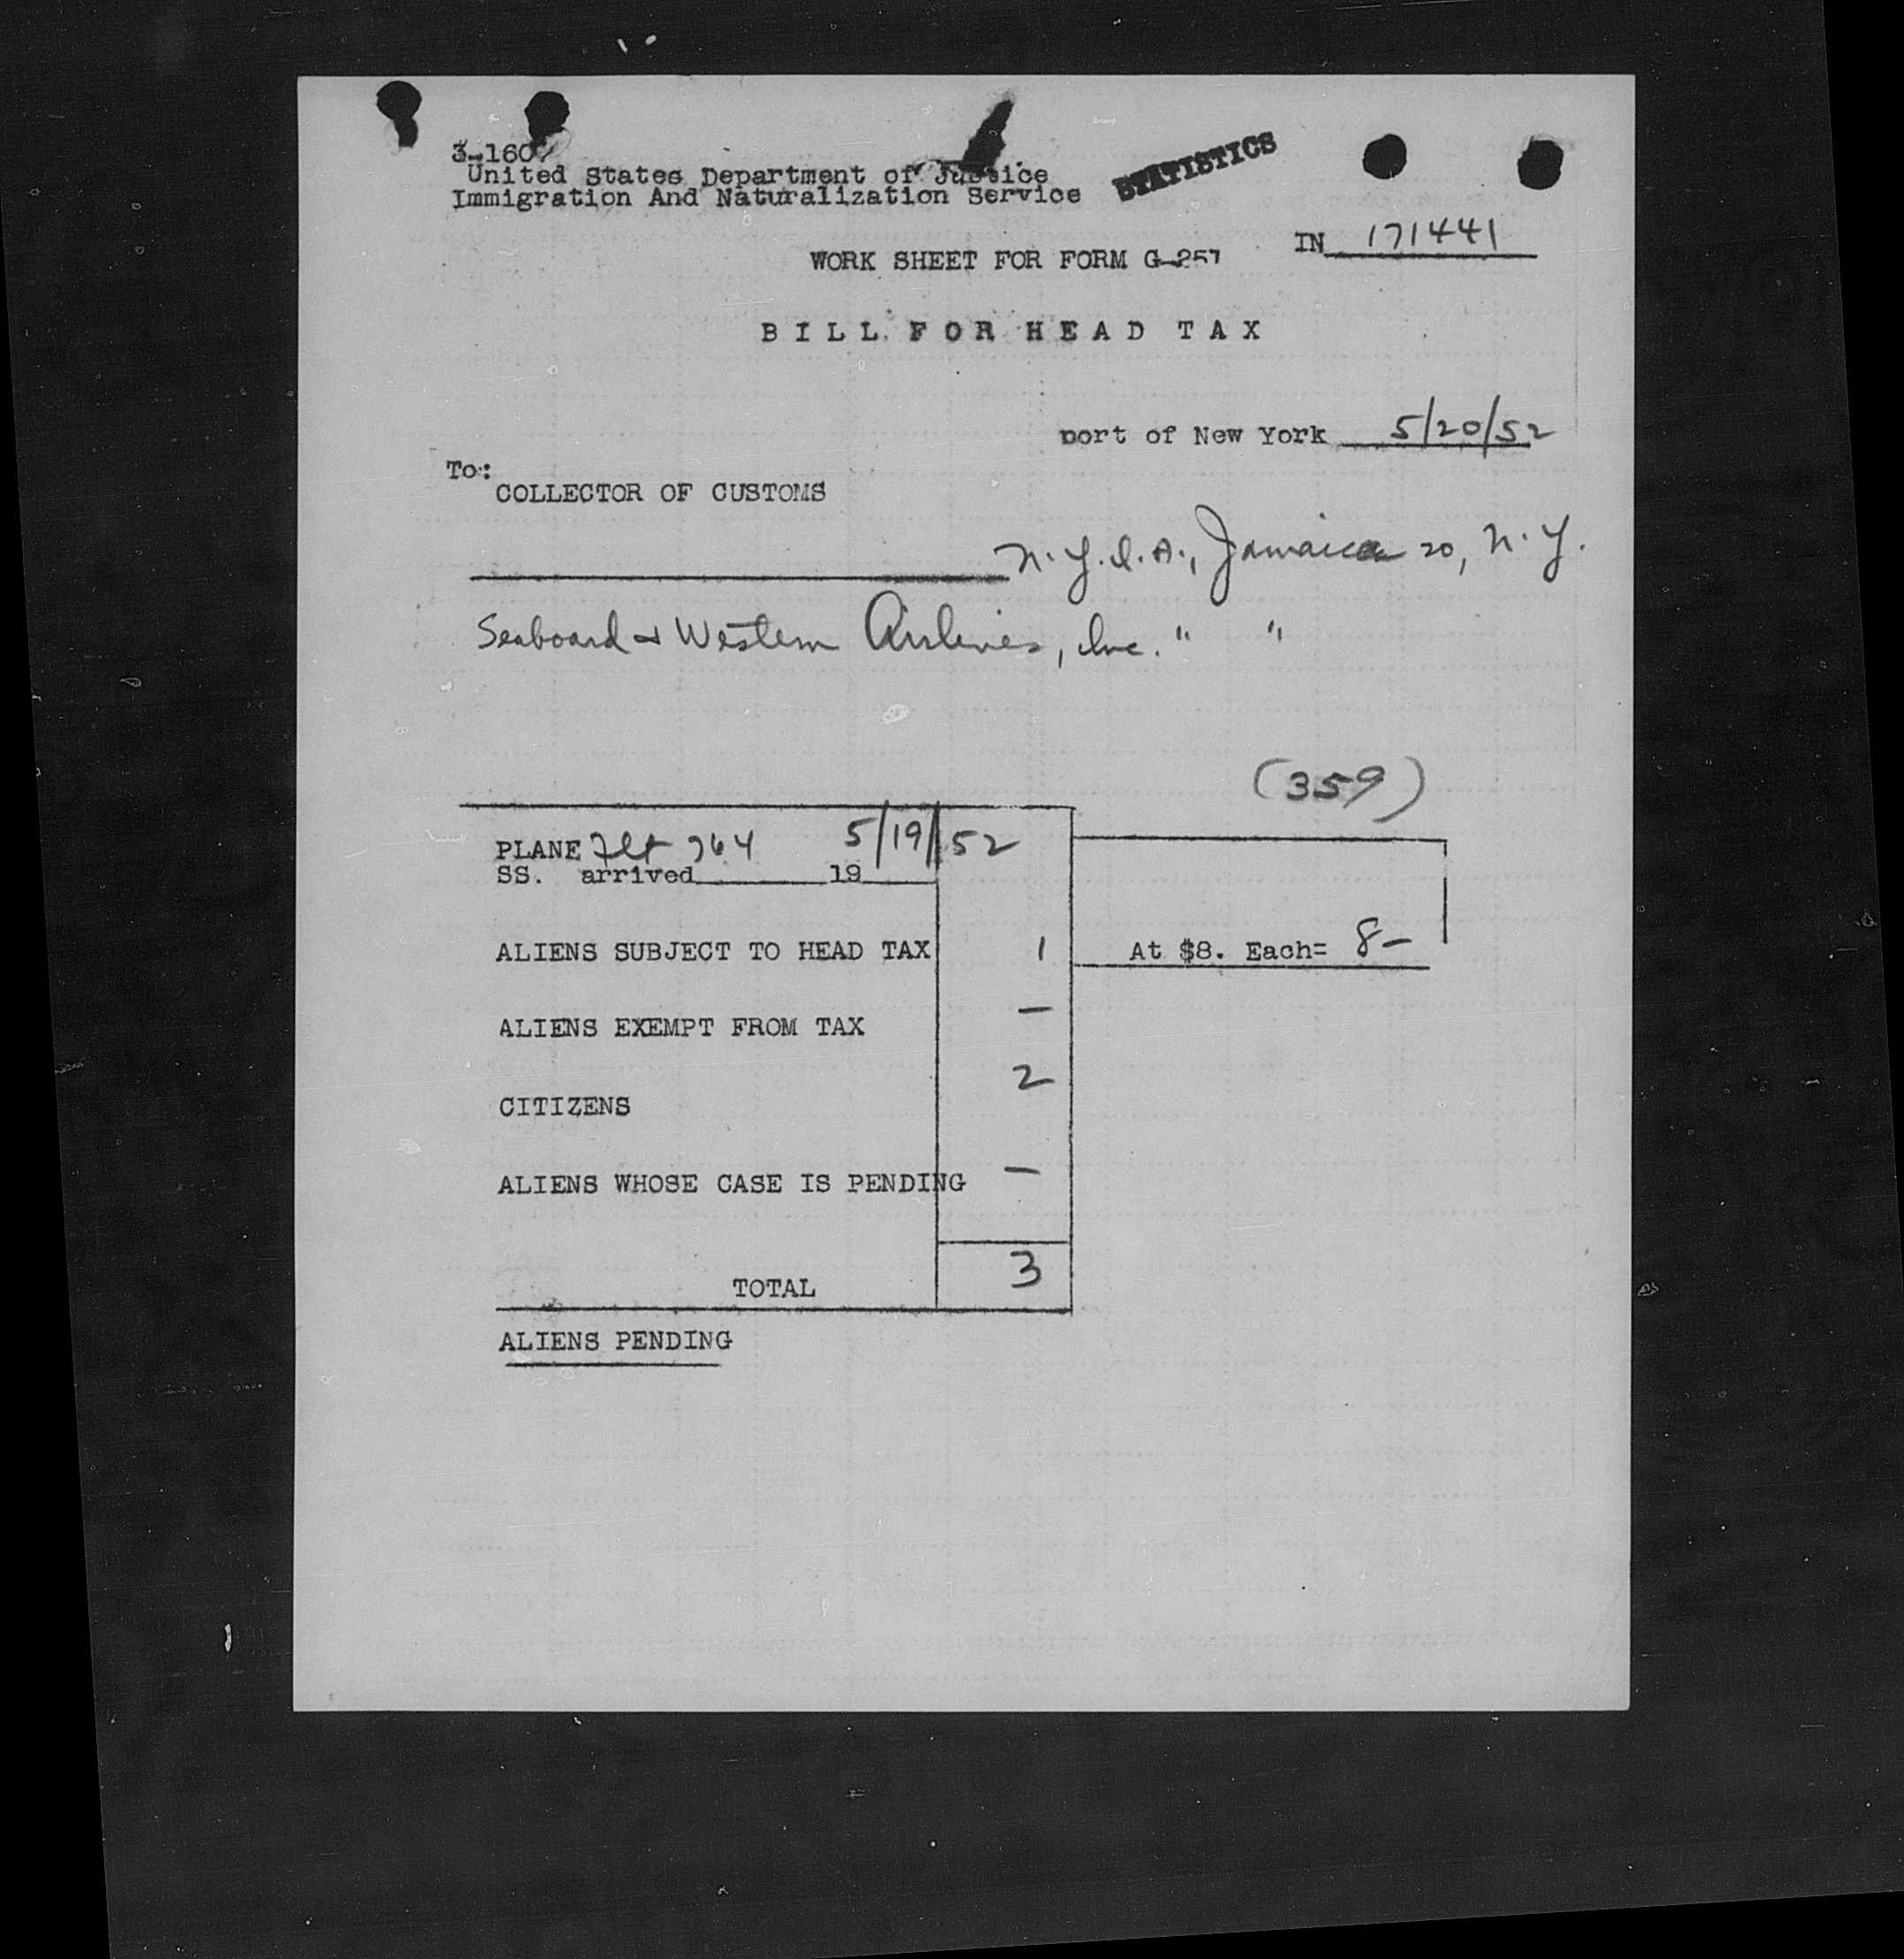 3-160
United States Department of Justice
Immigration And Naturalization Service
STATISTICS
IN 171441
WORK SHEET FOR FORM G-257
BILL FOR HEAD TAX
port of New York 5/20/52
To:
COLLECTOR OF CUSTOMS
N.Y.I.A., Jamaica 20, N.Y.
Seaboard & Western Airlines, Inc. " "
(359)
PLANE Flt 764 5/19/52
SS. arrived 19
ALIENS SUBJECT TO HEAD TAX 1 At $8. Each= 8-
ALIENS EXEMPT FROM TAX -
CITIZENS 2
ALIENS WHOSE CASE IS PENDING -
TOTAL 3
ALIENS PENDING